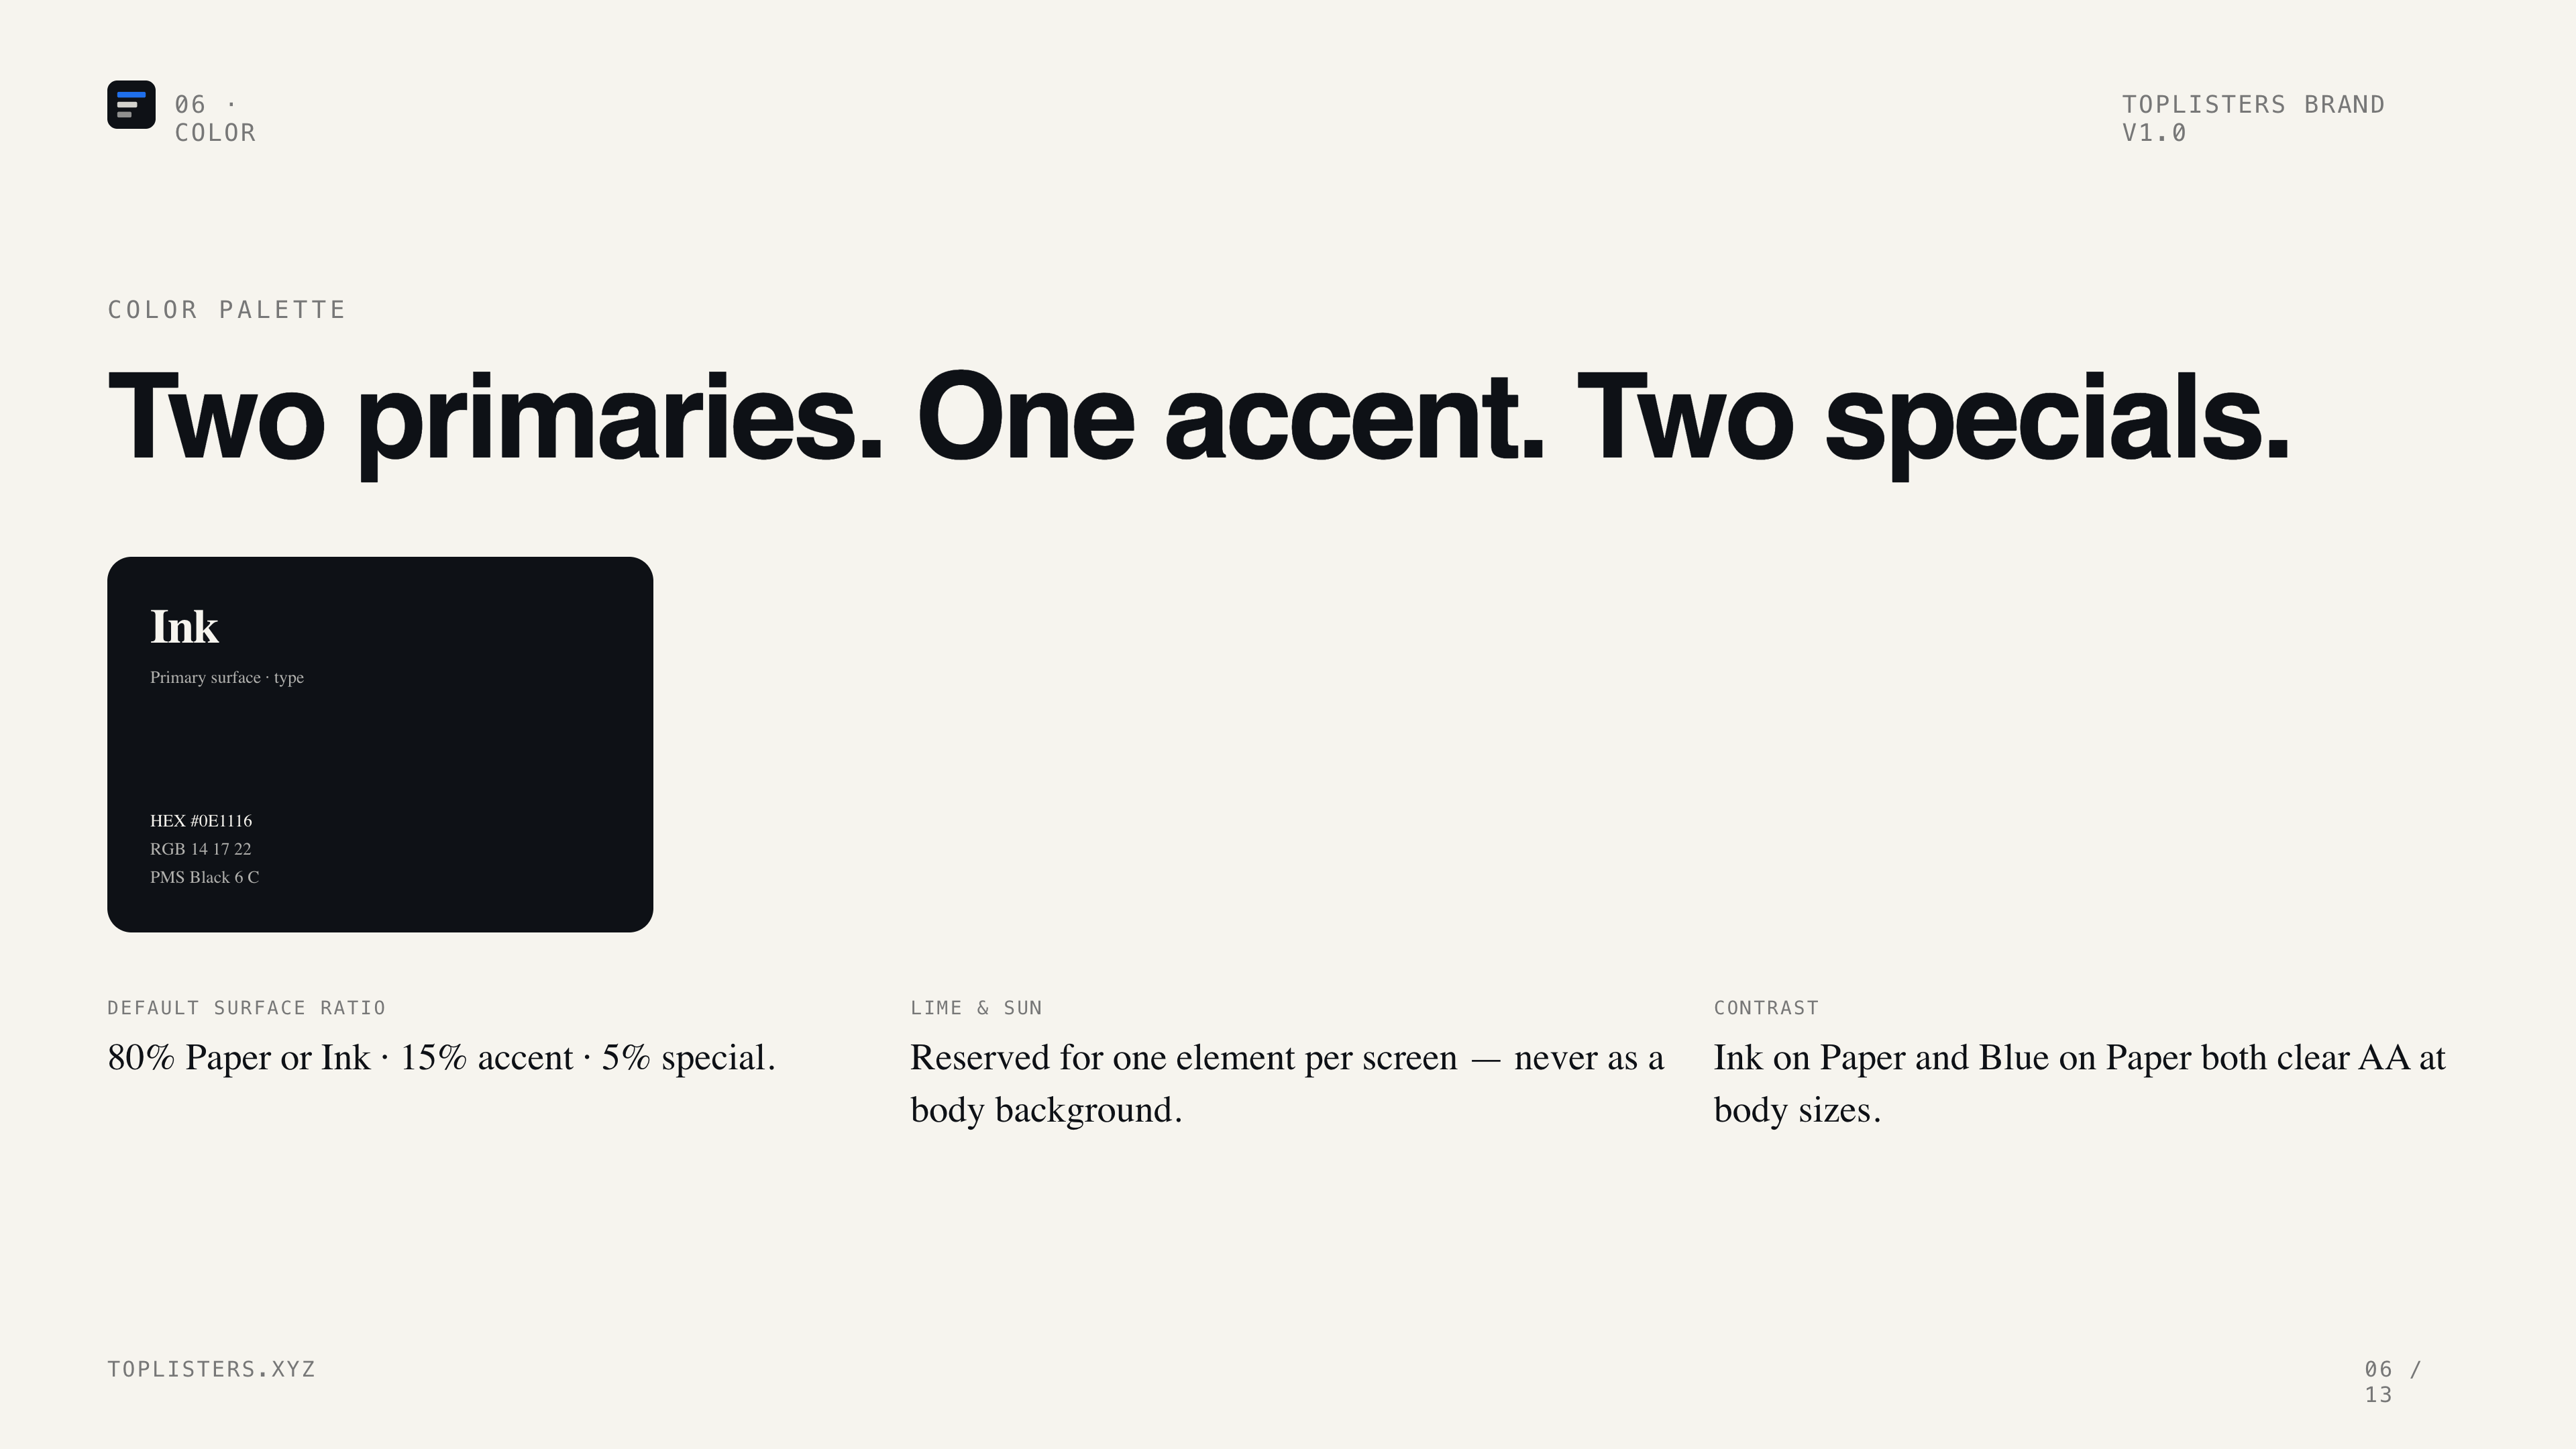 06 ·
COLOR
TOPLISTERS BRAND
V1.0
COLOR PALETTE
Two primaries. One accent. Two specials.
Ink
Primary surface · type
HEX #0E1116
RGB 14 17 22
PMS Black 6 C
DEFAULT SURFACE RATIO
80% Paper or Ink · 15% accent · 5% special.
LIME & SUN
Reserved for one element per screen — never as a
body background.
CONTRAST
Ink on Paper and Blue on Paper both clear AA at
body sizes.
TOPLISTERS.XYZ
06 /
13